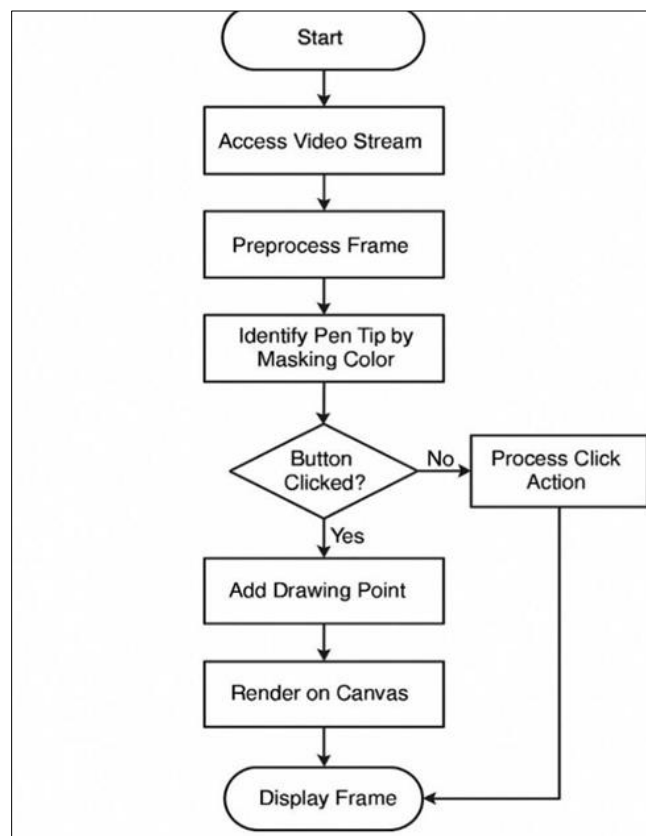 Start
Access Video Stream
Preprocess Frame
Identify Pen Tip by
Masking Color
Button
Clicked?
No
Process Click
Action
Yes
Add Drawing Point
Render on Canvas
Display Frame